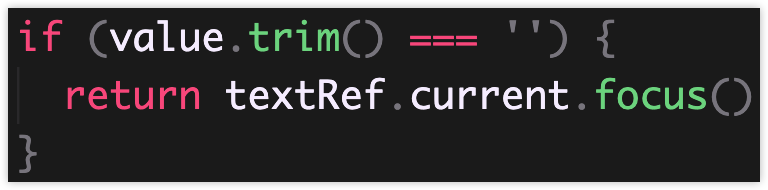 if (value.trim() === '') {
  return textRef.current.focus()
}